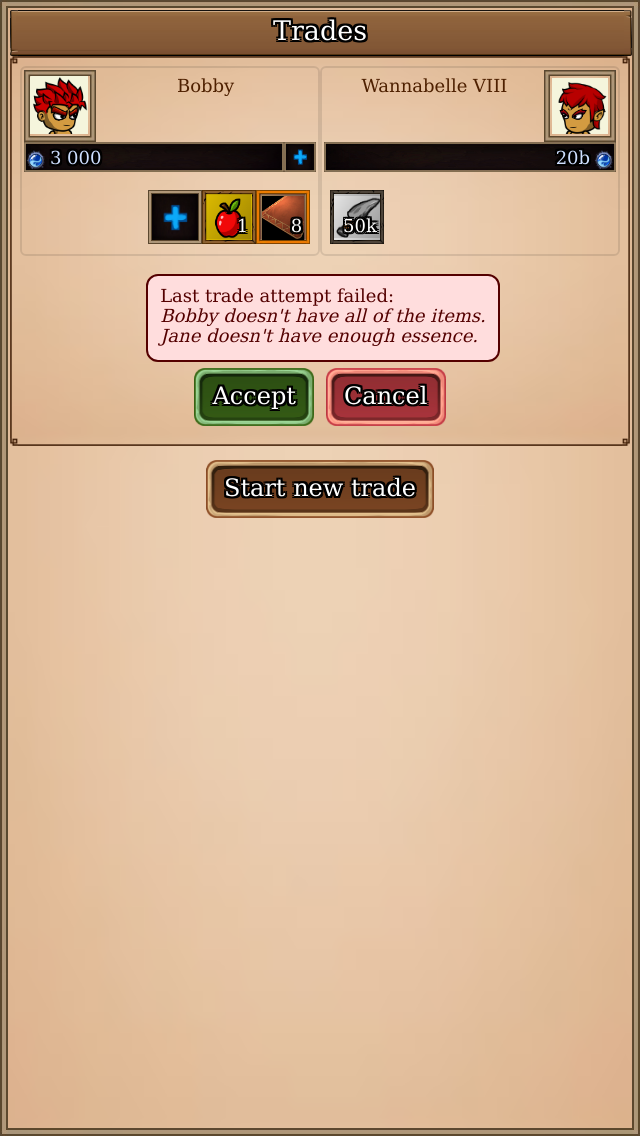 Trades
Bobby
Wannabelle VIII
3 000
20b
1
8
50k
Last trade attempt failed:
Bobby doesn't have all of the items.
Jane doesn't have enough essence.
Accept
Cancel
Start new trade